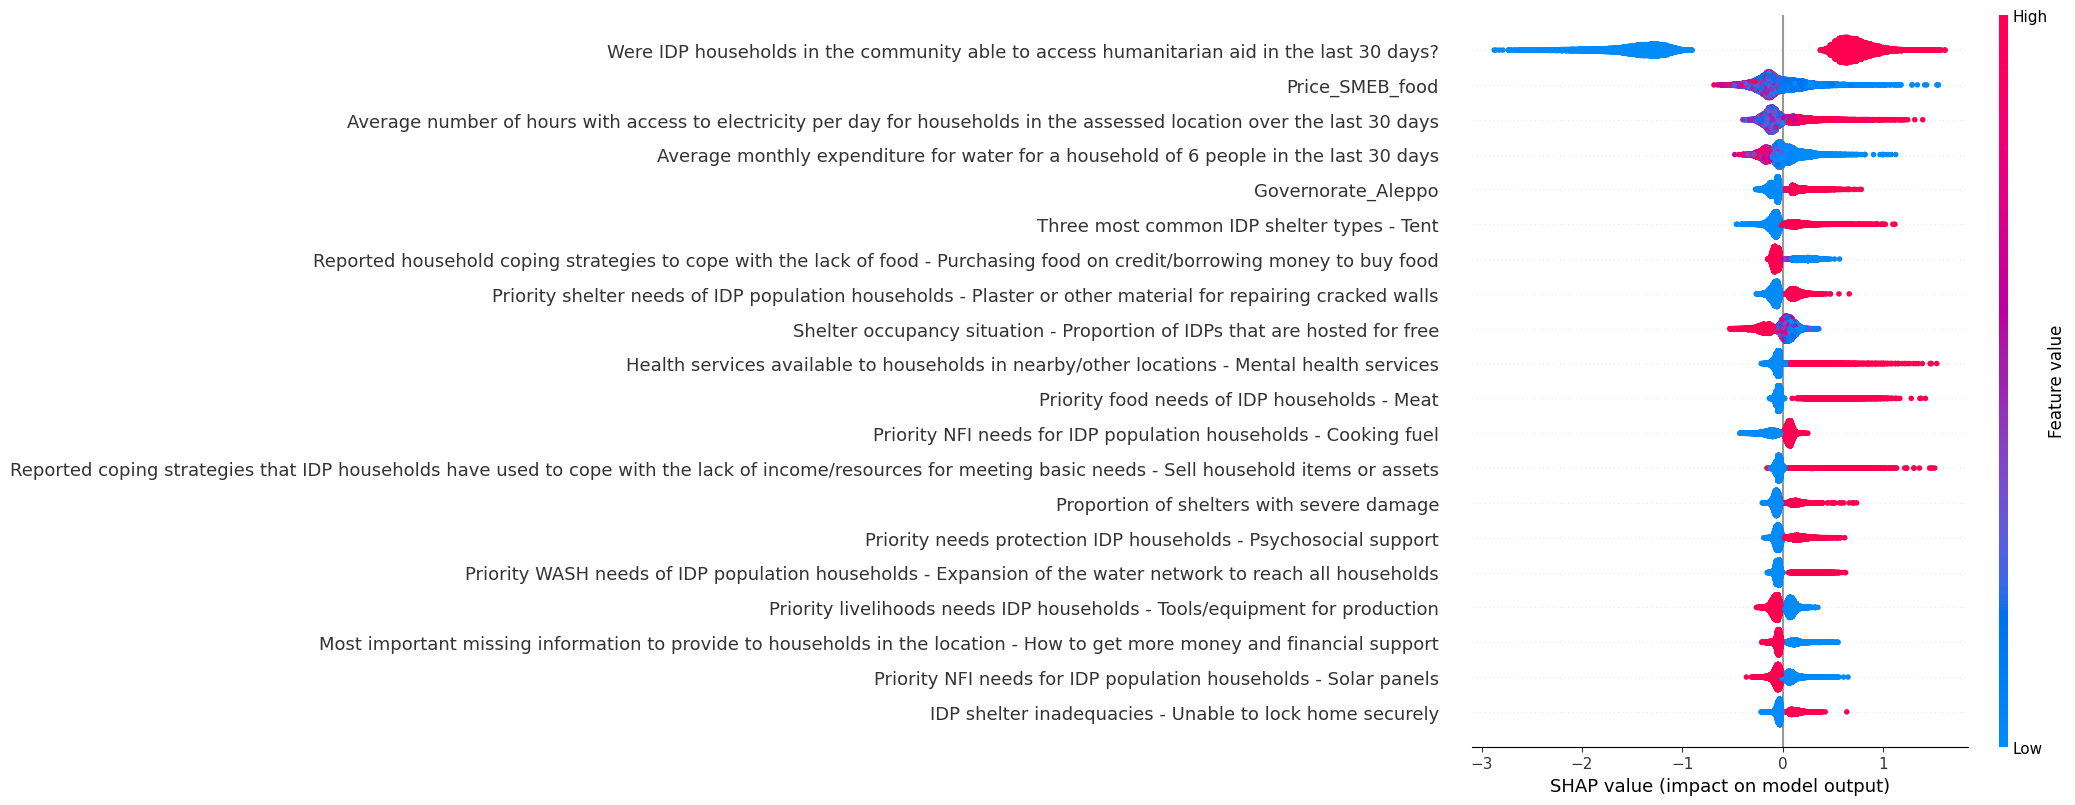 Were IDP households in the community able to access humanitarian aid in the last 30 days?
Price_SMEB_food
Average number of hours with access to electricity per day for households in the assessed location over the last 30 days
Average monthly expenditure for water for a household of 6 people in the last 30 days
Governorate_Aleppo
Three most common IDP shelter types - Tent
Reported household coping strategies to cope with the lack of food - Purchasing food on credit/borrowing money to buy food
Priority shelter needs of IDP population households - Plaster or other material for repairing cracked walls
Shelter occupancy situation - Proportion of IDPs that are hosted for free
Health services available to households in nearby/other locations - Mental health services
Priority food needs of IDP households - Meat
Priority NFI needs for IDP population households - Cooking fuel
Reported coping strategies that IDP households have used to cope with the lack of income/resources for meeting basic needs - Sell household items or assets
Proportion of shelters with severe damage
Priority needs protection IDP households - Psychosocial support
Priority WASH needs of IDP population households - Expansion of the water network to reach all households
Priority livelihoods needs IDP households - Tools/equipment for production
Most important missing information to provide to households in the location - How to get more money and financial support
Priority NFI needs for IDP population households - Solar panels
IDP shelter inadequacies - Unable to lock home securely
−3 −2 −1 0 1
SHAP value (impact on model output)
High
Feature value
Low